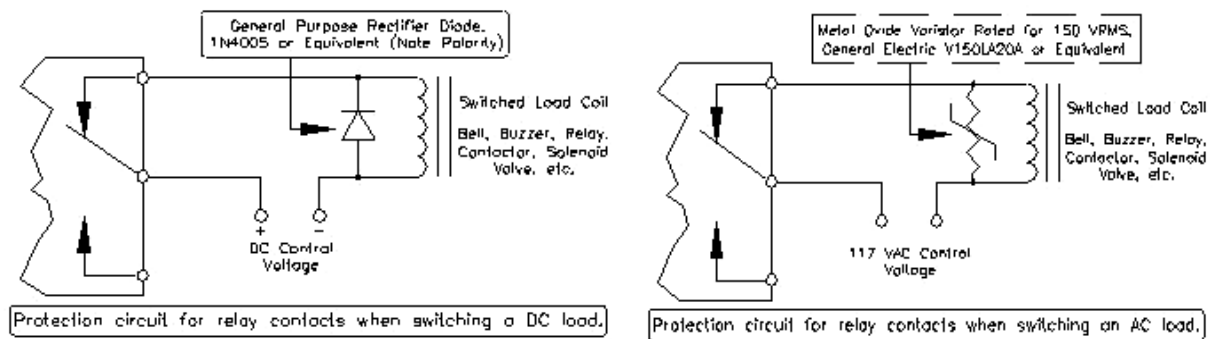 General Purpose Rectifier Diode.
1N4005 or Equivalent (Note Polarity)
Switched Load Coil
Bell, Buzzer, Relay,
Contactor, Solenoid
Valve, etc.
+
−
DC Control
Voltage
Protection circuit for relay contacts when switching a DC load.
Metal Oxide Varistor Rated for 150 VRMS,
General Electric V150LA20A or Equivalent
Switched Load Coil
Bell, Buzzer, Relay,
Contactor, Solenoid
Valve, etc.
117 VAC Control
Voltage
Protection circuit for relay contacts when switching an AC load.